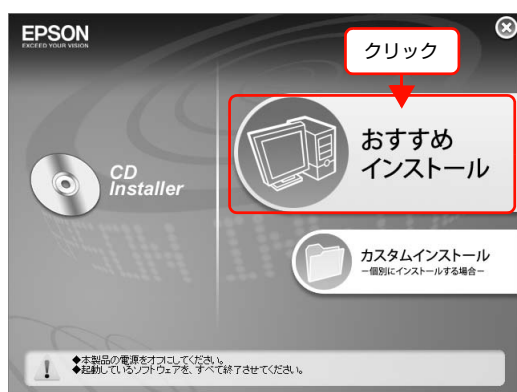 EPSON
EXCEED YOUR VISION
クリック
おすすめ
インストール
CD
Installer
カスタムインストール
－個別にインストールする場合－
◆本製品の電源をオフにしてください。
◆起動しているソフトウェアを、すべて終了させてください。